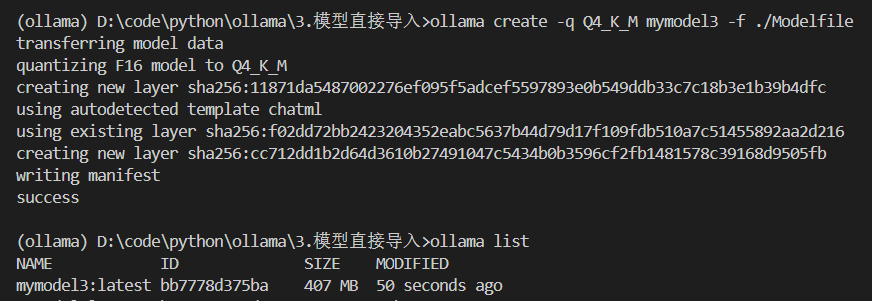 (ollama) D:\code\python\ollama\3.模型直接导入>ollama create -q Q4_K_M mymodel3 -f ./Modelfile
transferring model data
quantizing F16 model to Q4_K_M
creating new layer sha256:11871da5487002276ef095f5adcef5597893e0b549ddb33c7c18b3e1b39b4dfc
using autodetected template chatml
using existing layer sha256:f02dd72bb2423204352eabc5637b44d79d17f109fdb510a7c51455892aa2d216
creating new layer sha256:cc712dd1b2d64d3610b27491047c5434b0b3596cf2fb1481578c39168d9505fb
writing manifest
success
(ollama) D:\code\python\ollama\3.模型直接导入>ollama list
NAME ID SIZE MODIFIED
mymodel3:latest bb7778d375ba 407 MB 50 seconds ago